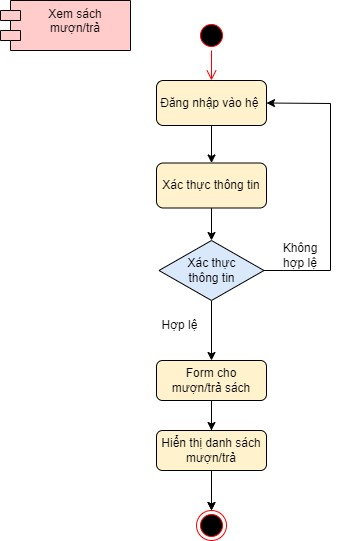 Xem sách
mượn/trả
Đăng nhập vào hệ
Xác thực thông tin
Xác thực
thông tin
Không
hợp lệ
Hợp lệ
Form cho
mượn/trả sách
Hiển thị danh sách
mượn/trả